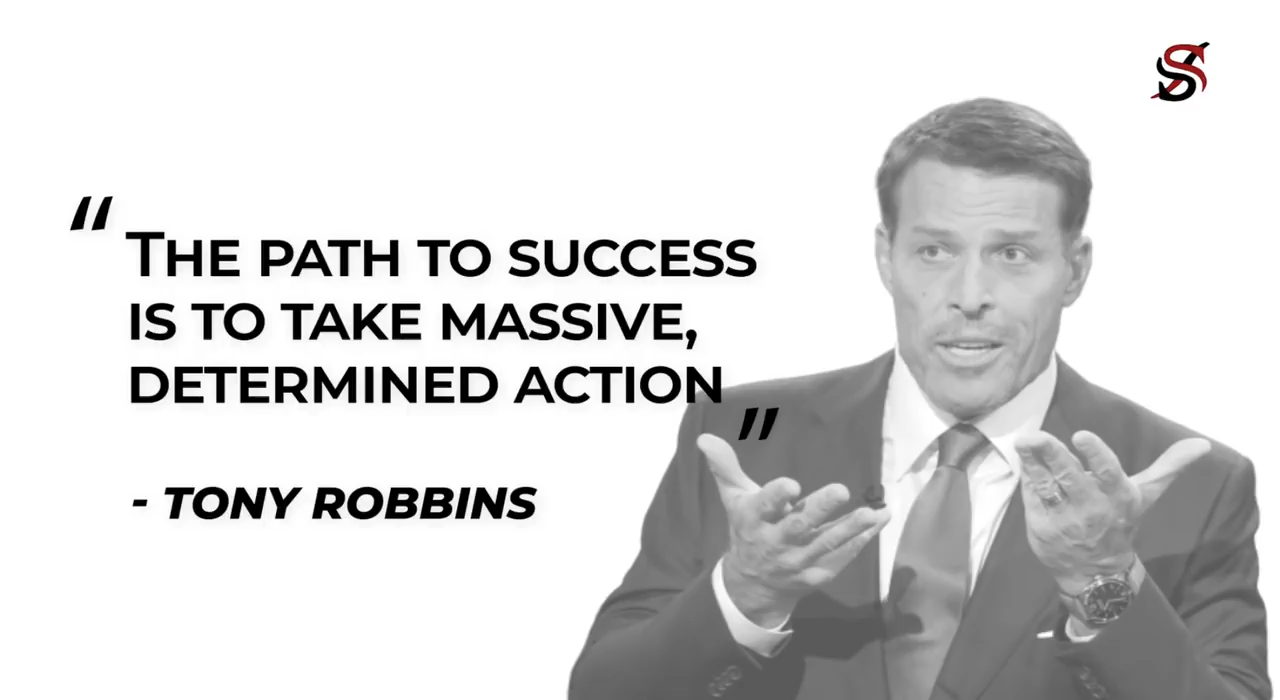 “THE PATH TO SUCCESS
IS TO TAKE MASSIVE,
DETERMINED ACTION”
- TONY ROBBINS